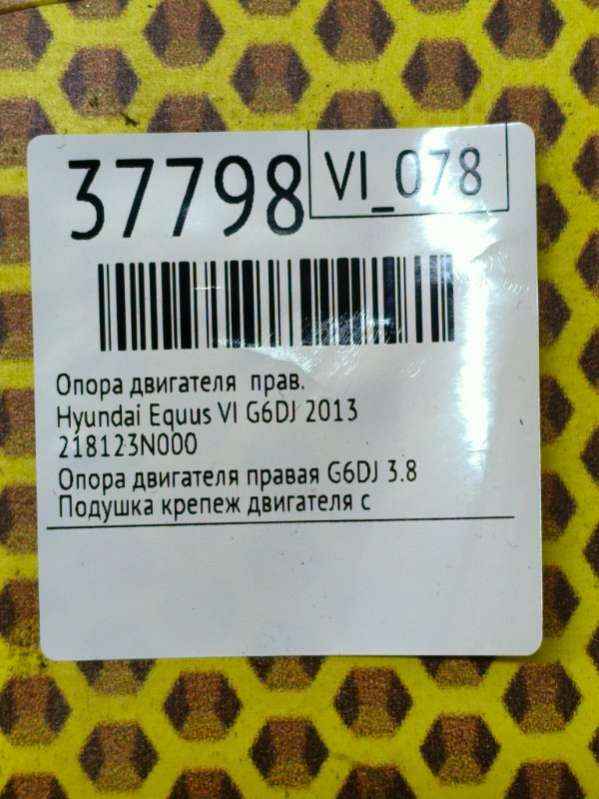 37798 VI_078
Опора двигателя прав.
Hyundai Equus VI G6DJ 2013
218123N000
Опора двигателя правая G6DJ 3.8
Подушка крепеж двигателя с